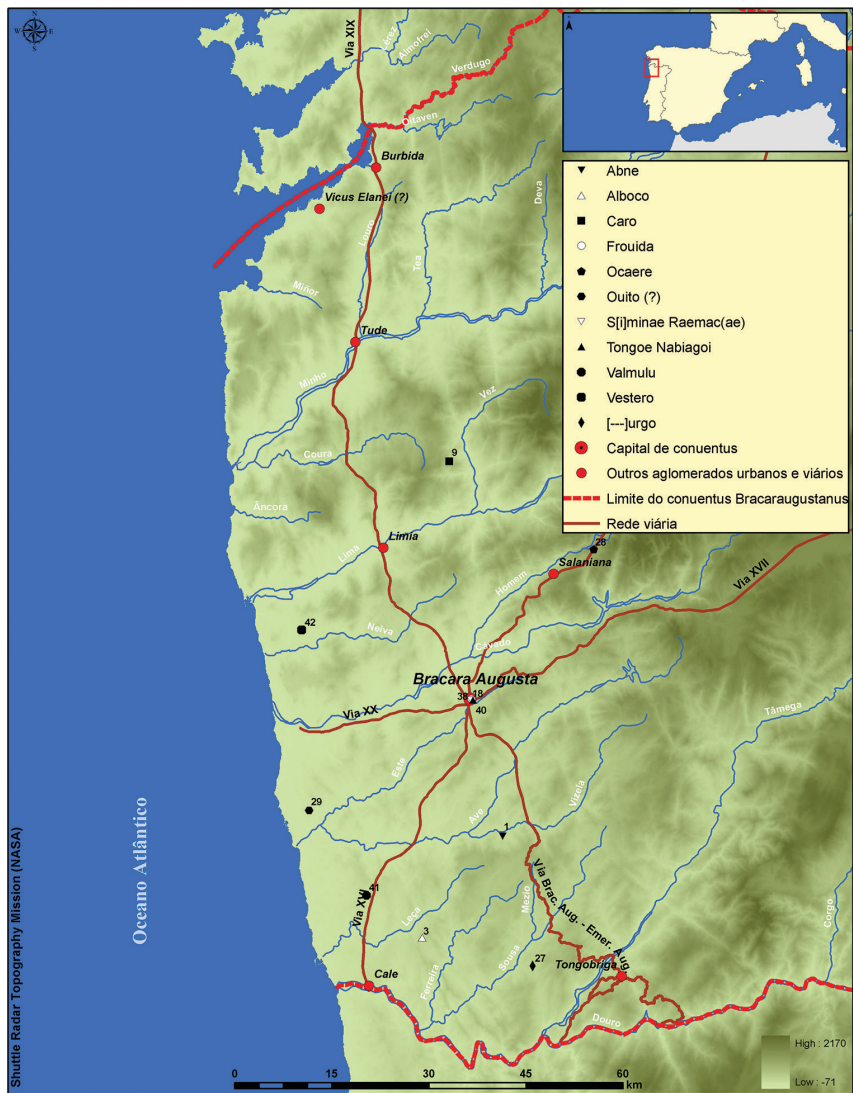 N
W
E
S
Via XIX
Lérez
Almofrei
Verdugo
Oitaven
Burbida
Vicus Elanei (?)
Louro
Tea
Deva
Miñor
Tude
Minho
Vez
Coura
9
Âncora
Lima
Limia
28
Salaniana
Homem
Via XVII
42
Neiva
Cávado
Bracara Augusta
38
18
40
Via XX
Tâmega
Este
29
Ave
Vizela
1
Via XVI
41
Leça
3
Mezio
Via Brac. Aug. - Emer. Aug
Corgo
Ferreira
Sousa
27
Tongobriga
Cale
Douro
Oceano Atlântico
Shuttle Radar Topography Mission (NASA)
Abne
Alboco
Caro
Frouida
Ocaere
Ouito (?)
S[i]minae Raemac(ae)
Tongoe Nabiagoi
Valmulu
Vestero
[---]urgo
Capital de conuentus
Outros aglomerados urbanos e viários
Limite do conuentus Bracaraugustanus
Rede viária
High : 2170
Low : -71
0 15 30 45 60
km